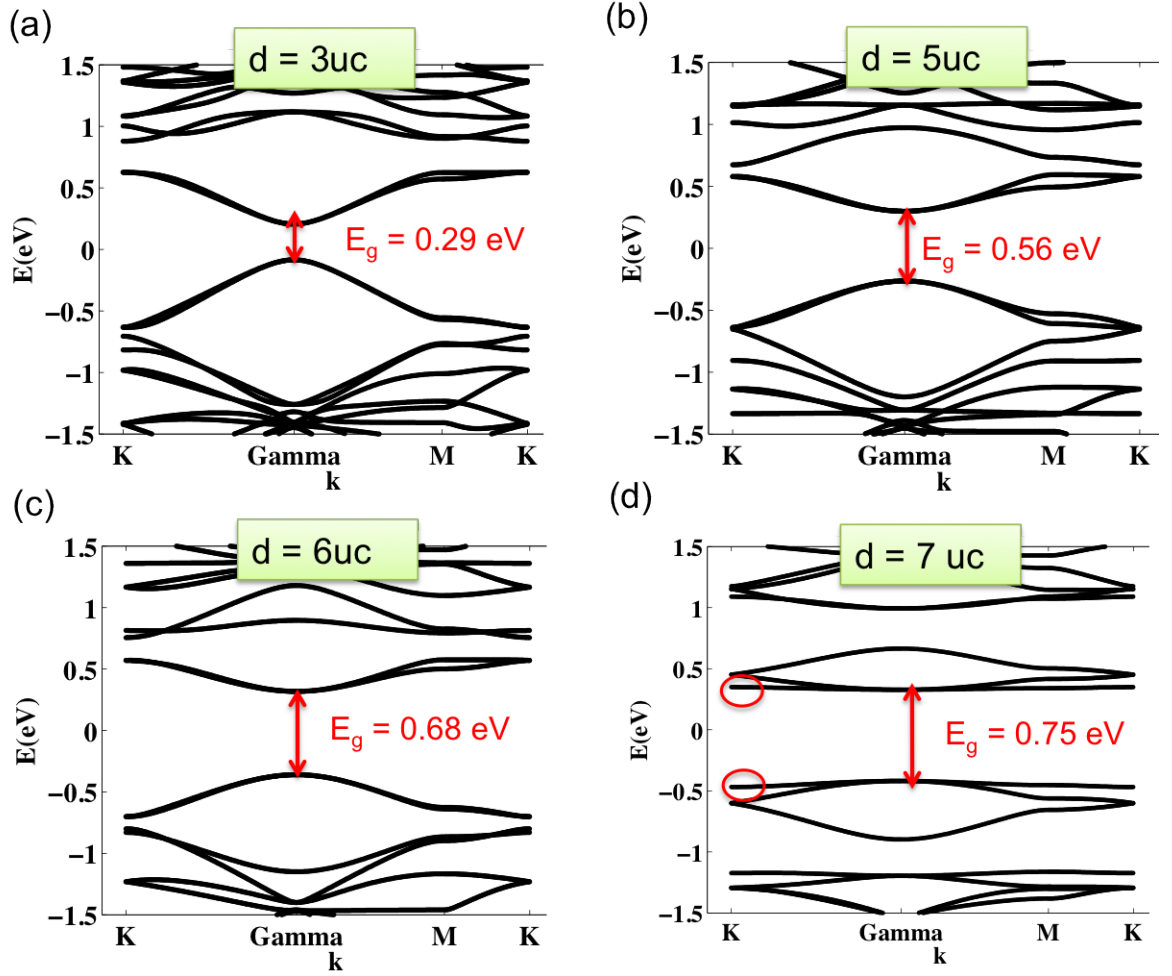 (a)
d = 3uc
1.5
1
0.5
0
−0.5
−1
−1.5
E(eV)
E_g = 0.29 eV
K Gamma M K
k
(b)
d = 5uc
1.5
1
0.5
0
−0.5
−1
−1.5
E(eV)
E_g = 0.56 eV
K Gamma M K
k
(c)
d = 6uc
1.5
1
0.5
0
−0.5
−1
−1.5
E(eV)
E_g = 0.68 eV
K Gamma M K
k
(d)
d = 7 uc
1.5
1
0.5
0
−0.5
−1
−1.5
E(eV)
E_g = 0.75 eV
K Gamma M K
k